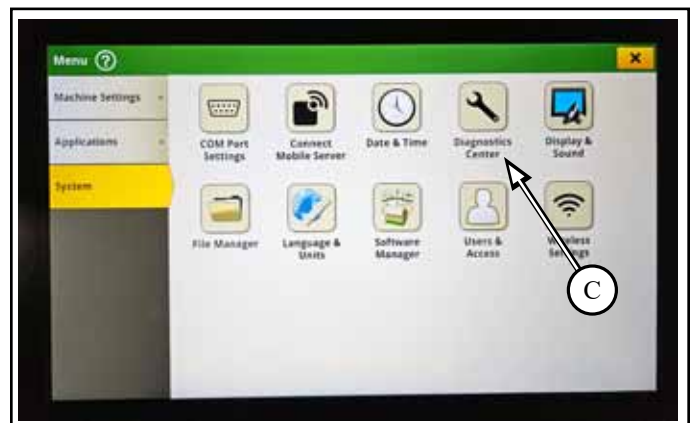 Menu ?
×
Machine Settings
Applications
System
COM Port
Settings
Connect
Mobile Server
Date & Time
Diagnostics
Center
Display &
Sound
File Manager
Language &
Units
Software
Manager
Users &
Access
Wireless
Settings
C